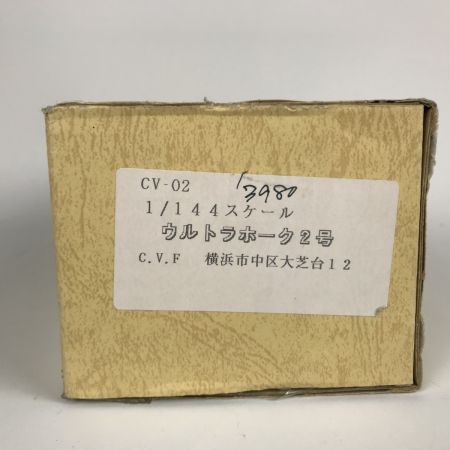 CV-02 3980
1/144スケール
ウルトラホーク2号
C.V.F 横浜市中区大芝台12